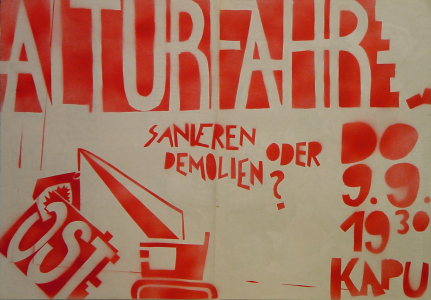 ALTURFAHRE
SANIEREN
DEMOLIEN ODER
?
DO
9.9.
19 30
KAPU
OST